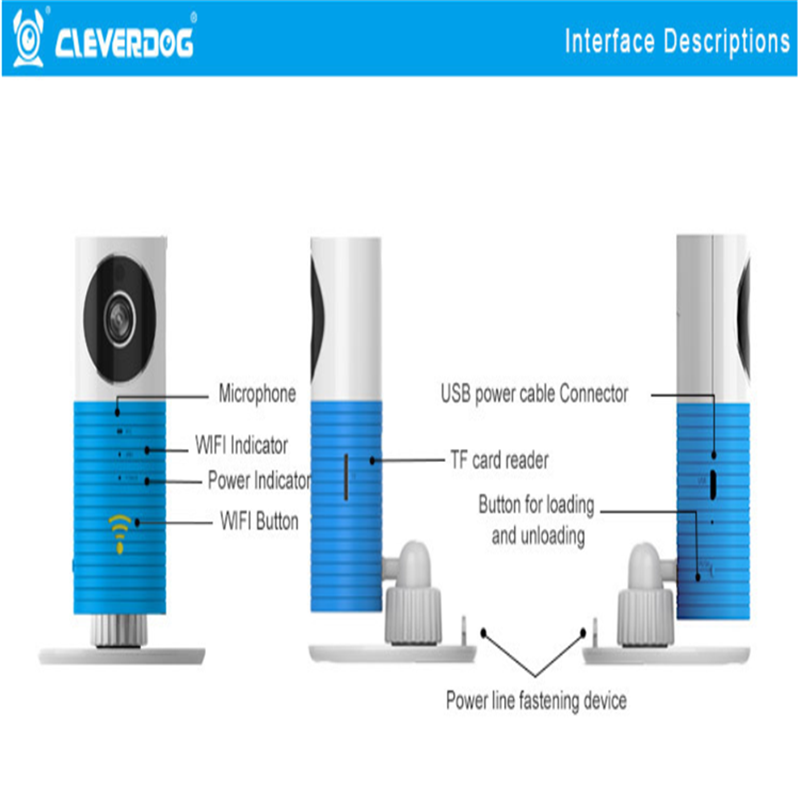 CLEVERDOG®
Interface Descriptions
Microphone
WIFI Indicator
Power Indicator
WIFI Button
TF card reader
USB power cable Connector
Button for loading
and unloading
Power line fastening device